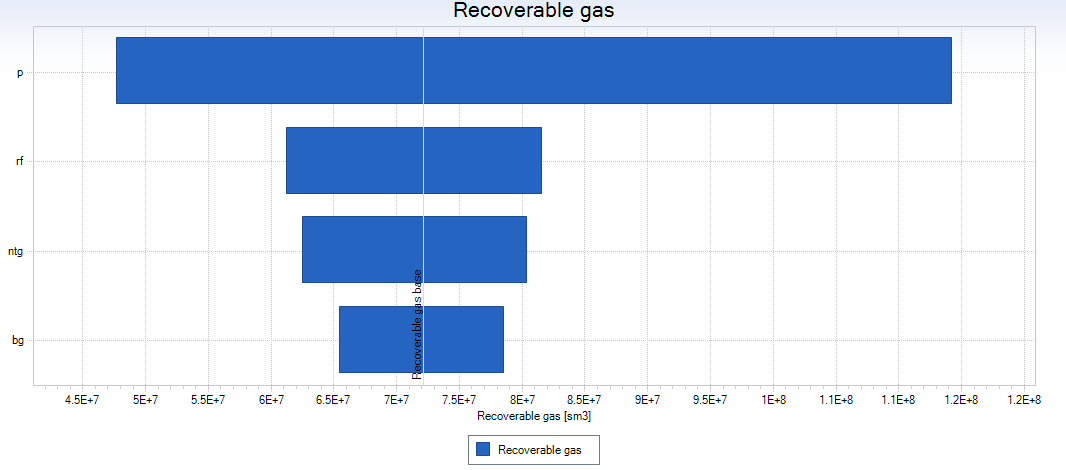 Recoverable gas
p
rf
ntg
bg
Recoverable gas base
4.5E+7 5E+7 5.5E+7 6E+7 6.5E+7 7E+7 7.5E+7 8E+7 8.5E+7 9E+7 9.5E+7 1E+8 1.1E+8 1.1E+8 1.2E+8 1.2E+8
Recoverable gas [sm3]
Recoverable gas